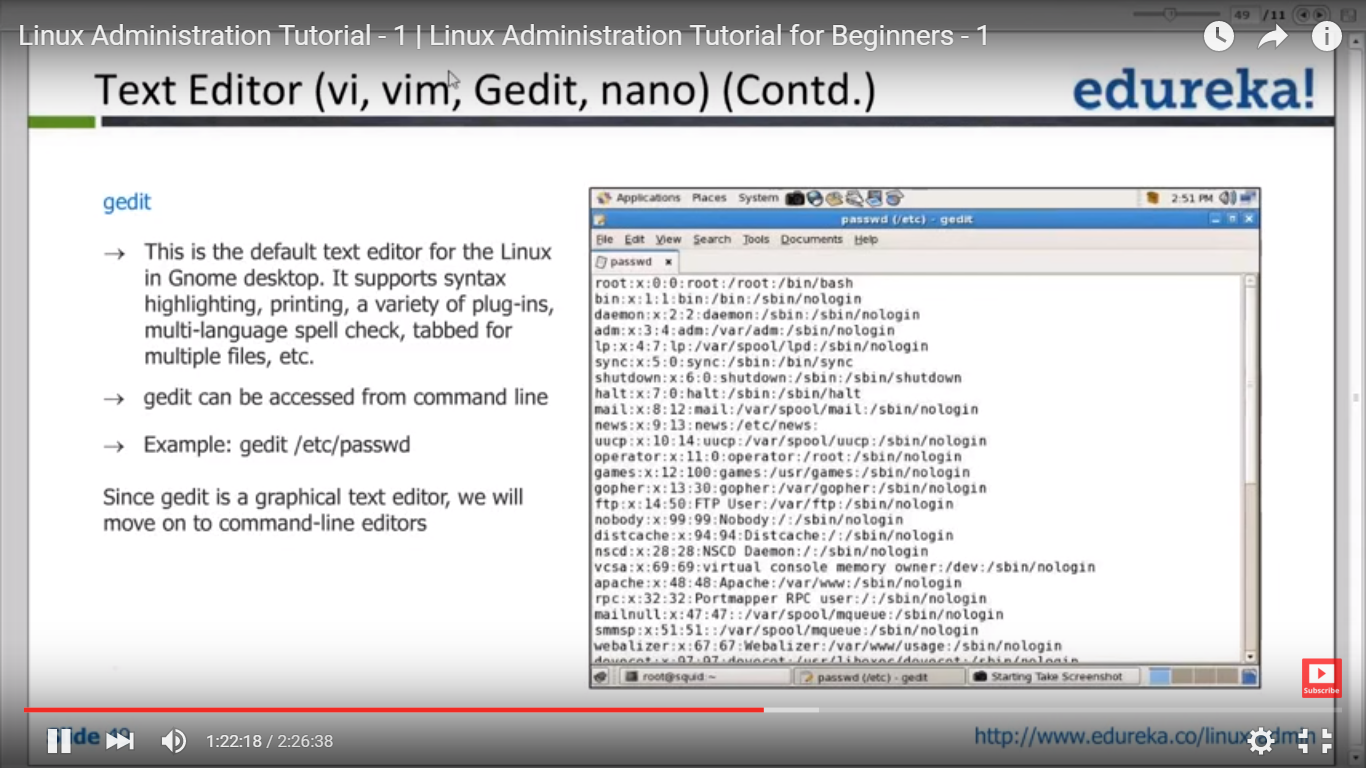 49 /11
Linux Administration Tutorial - 1 | Linux Administration Tutorial for Beginners - 1
Text Editor (vi, vim, Gedit, nano) (Contd.)
edureka!
gedit
→ This is the default text editor for the Linux
in Gnome desktop. It supports syntax
highlighting, printing, a variety of plug-ins,
multi-language spell check, tabbed for
multiple files, etc.
→ gedit can be accessed from command line
→ Example: gedit /etc/passwd
Since gedit is a graphical text editor, we will
move on to command-line editors
Applications Places System 2:51 PM
passwd (/etc) - gedit
File Edit View Search Tools Documents Help
passwd
root:x:0:0:root:/root:/bin/bash
bin:x:1:1:bin:/bin:/sbin/nologin
daemon:x:2:2:daemon:/sbin:/sbin/nologin
adm:x:3:4:adm:/var/adm:/sbin/nologin
lp:x:4:7:lp:/var/spool/lpd:/sbin/nologin
sync:x:5:0:sync:/sbin:/bin/sync
shutdown:x:6:0:shutdown:/sbin:/sbin/shutdown
halt:x:7:0:halt:/sbin:/sbin/halt
mail:x:8:12:mail:/var/spool/mail:/sbin/nologin
news:x:9:13:news:/etc/news:
uucp:x:10:14:uucp:/var/spool/uucp:/sbin/nologin
operator:x:11:0:operator:/root:/sbin/nologin
games:x:12:100:games:/usr/games:/sbin/nologin
gopher:x:13:30:gopher:/var/gopher:/sbin/nologin
ftp:x:14:50:FTP User:/var/ftp:/sbin/nologin
nobody:x:99:99:Nobody:/:/sbin/nologin
distcache:x:94:94:Distcache:/:/sbin/nologin
nscd:x:28:28:NSCD Daemon:/:/sbin/nologin
vcsa:x:69:69:virtual console memory owner:/dev:/sbin/nologin
apache:x:48:48:Apache:/var/www:/sbin/nologin
rpc:x:32:32:Portmapper RPC user:/:/sbin/nologin
mailnull:x:47:47::/var/spool/mqueue:/sbin/nologin
smmsp:x:51:51::/var/spool/mqueue:/sbin/nologin
webalizer:x:67:67:Webalizer:/var/www/usage:/sbin/nologin
dovecot:x:97:97:dovecot:/usr/libexec/dovecot:/sbin/nologin
root@squid:~ passwd (/etc) - gedit Starting Take Screenshot
Subscribe
Slide 49
1:22:18 / 2:26:38
http://www.edureka.co/linux-admin